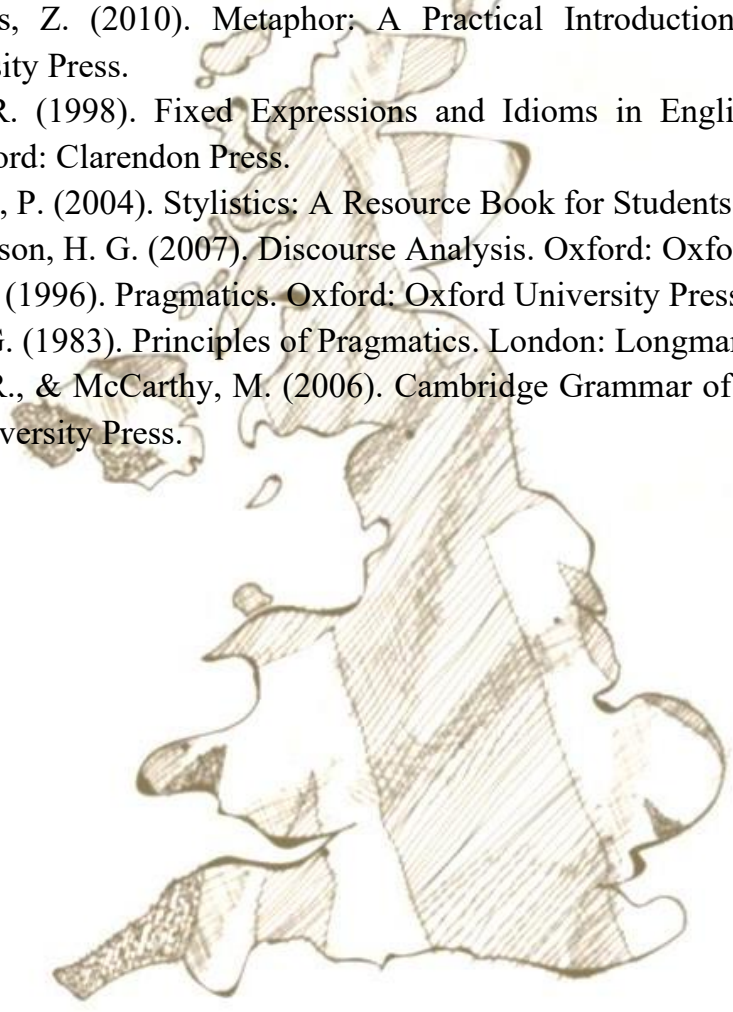 s, Z. (2010). Metaphor: A Practical Introduction
sity Press.
R. (1998). Fixed Expressions and Idioms in Engli
ord: Clarendon Press.
, P. (2004). Stylistics: A Resource Book for Students
son, H. G. (2007). Discourse Analysis. Oxford: Oxfo
(1996). Pragmatics. Oxford: Oxford University Press
G. (1983). Principles of Pragmatics. London: Longma
R., & McCarthy, M. (2006). Cambridge Grammar of
versity Press.